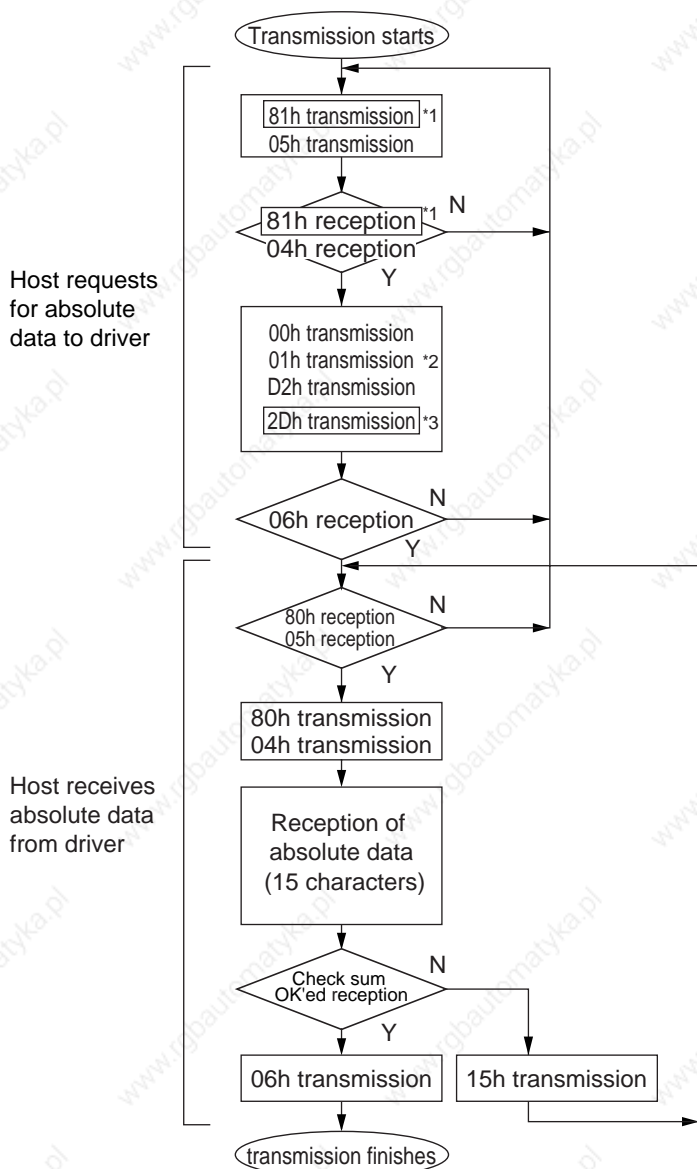 Transmission starts
81h transmission *1
05h transmission
81h reception *1
N
04h reception
Y
Host requests
for absolute
data to driver
00h transmission
01h transmission *2
D2h transmission
2Dh transmission *3
N
06h reception
Y
80h reception
N
05h reception
Y
80h transmission
04h transmission
Host receives
absolute data
from driver
Reception of
absolute data
(15 characters)
N
Check sum
OK'ed reception
Y
06h transmission
15h transmission
transmission finishes
www.rgbautomatyka.pl